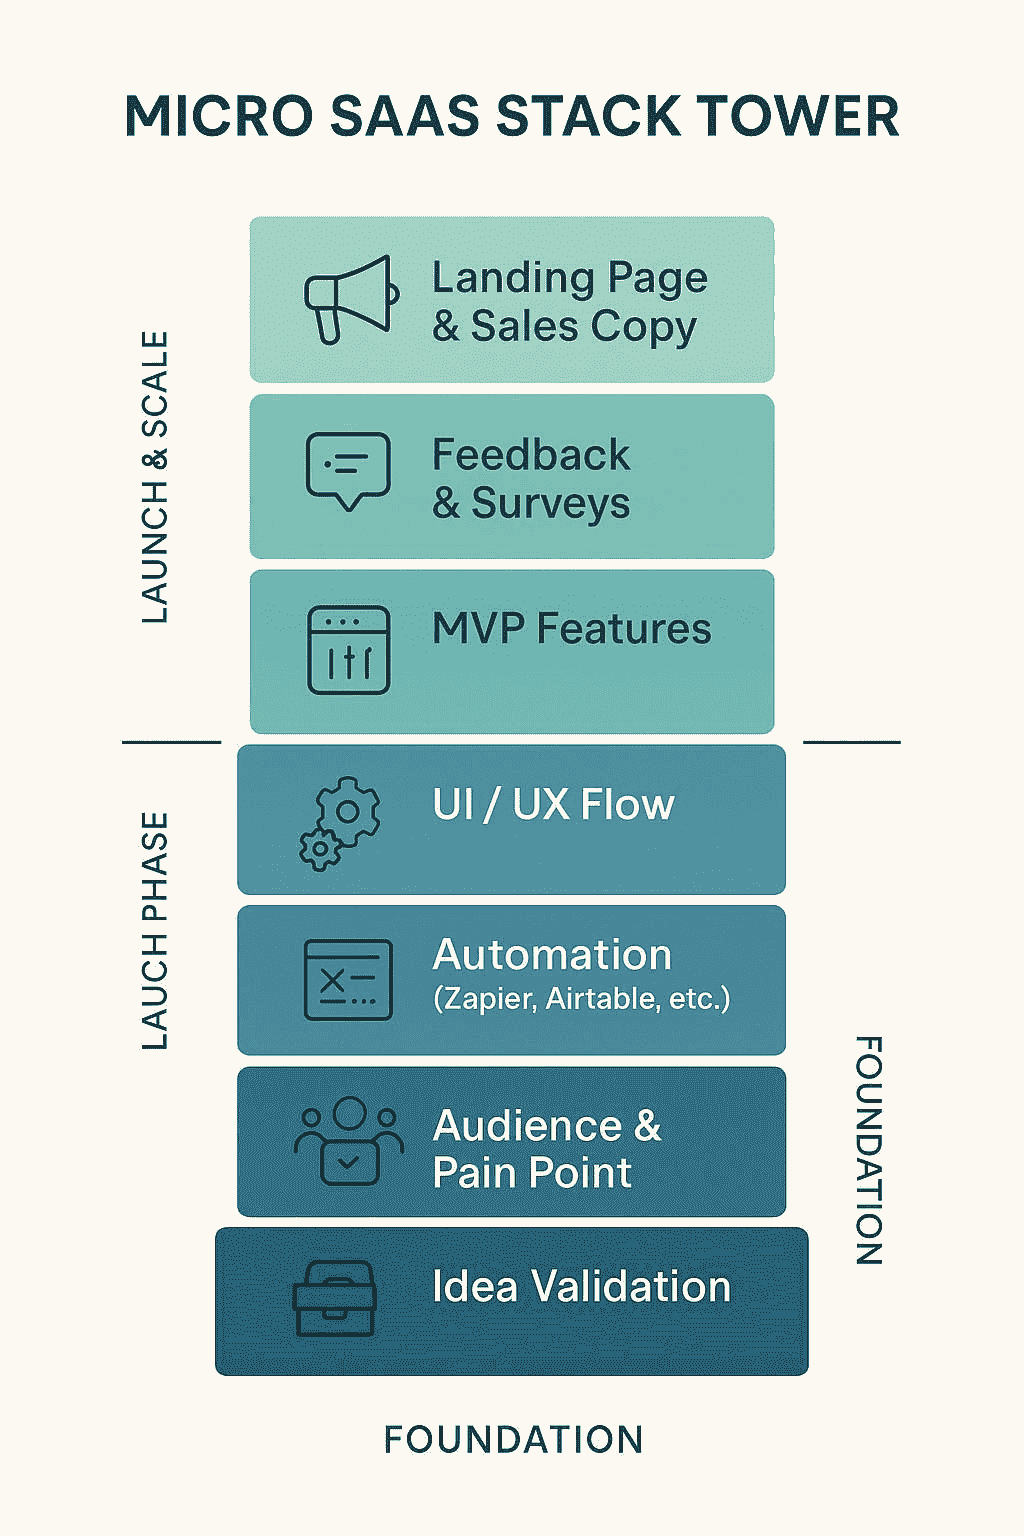 MICRO SAAS STACK TOWER
Landing Page
& Sales Copy
Feedback
& Surveys
MVP Features
LAUNCH & SCALE
UI / UX Flow
Automation
(Zapier, Airtable, etc.)
LAUCH PHASE
Audience &
Pain Point
Idea Validation
FOUNDATION
FOUNDATION